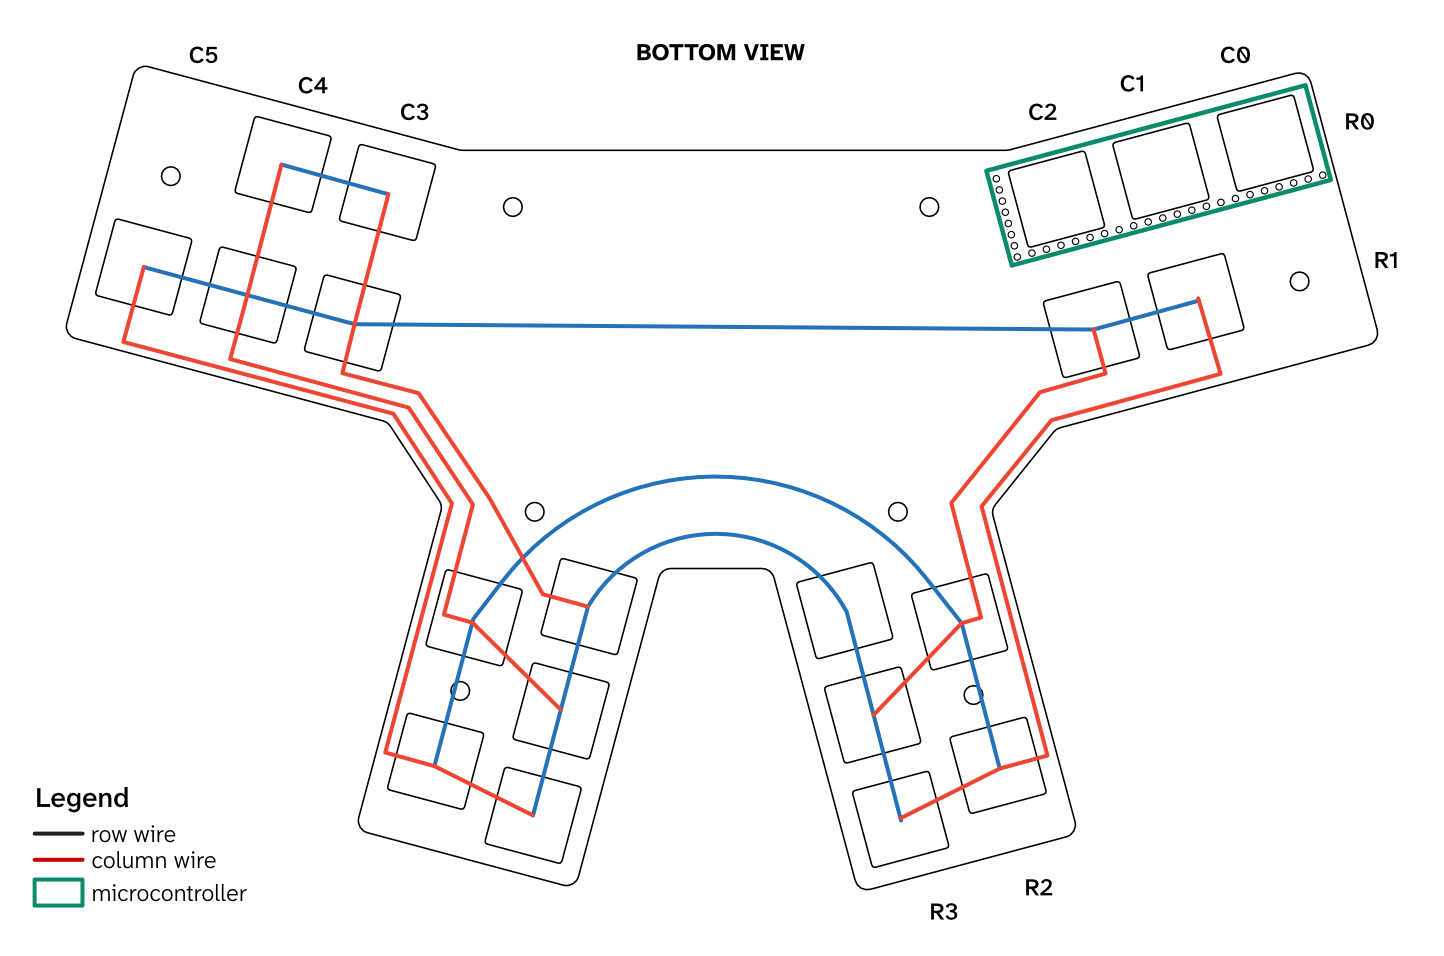 BOTTOM VIEW
C5
C4
C3
C2
C1
C0
R0
R1
Legend
row wire
column wire
microcontroller
R2
R3